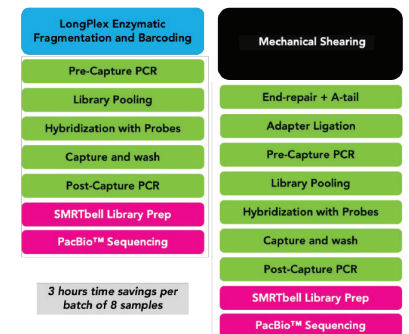 LongPlex Enzymatic
Fragmentation and Barcoding
Pre-Capture PCR
Library Pooling
Hybridization with Probes
Capture and wash
Post-Capture PCR
SMRTbell Library Prep
PacBio™ Sequencing
3 hours time savings per
batch of 8 samples
Mechanical Shearing
End-repair + A-tail
Adapter Ligation
Pre-Capture PCR
Library Pooling
Hybridization with Probes
Capture and wash
Post-Capture PCR
SMRTbell Library Prep
PacBio™ Sequencing